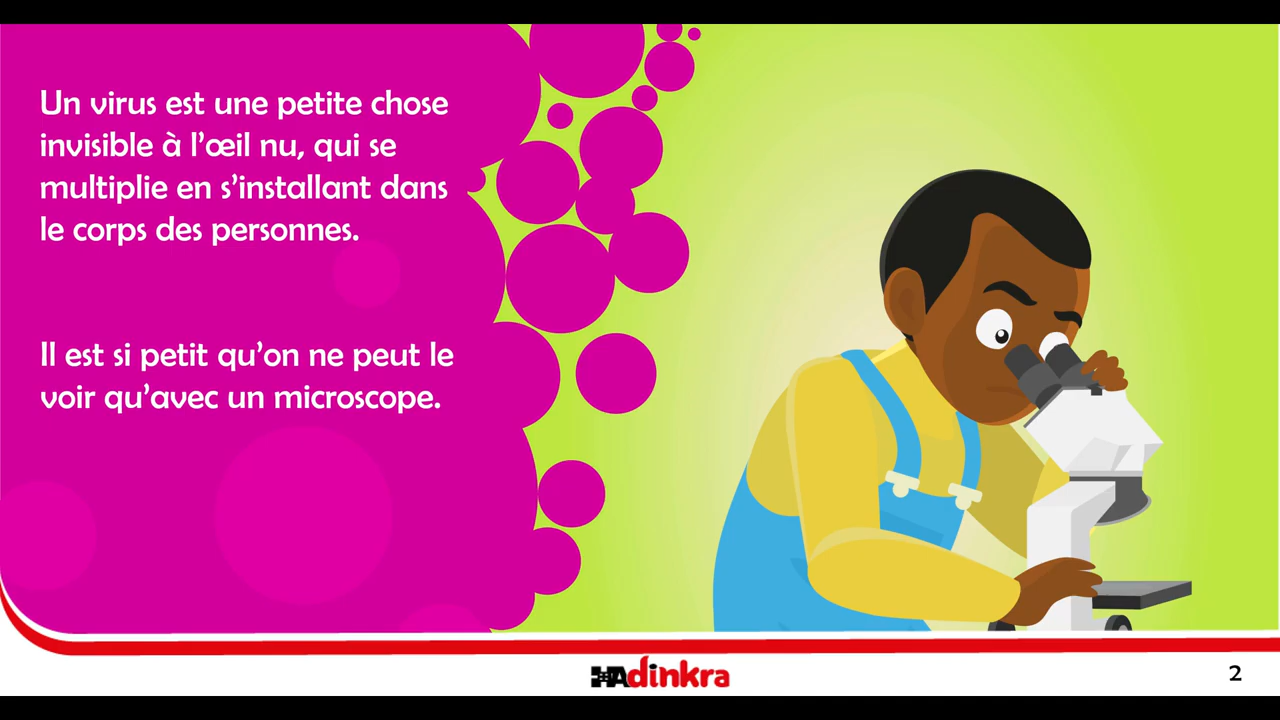 Un virus est une petite chose
invisible à l'œil nu, qui se
multiplie en s'installant dans
le corps des personnes.
Il est si petit qu'on ne peut le
voir qu'avec un microscope.
HAdinkra
2